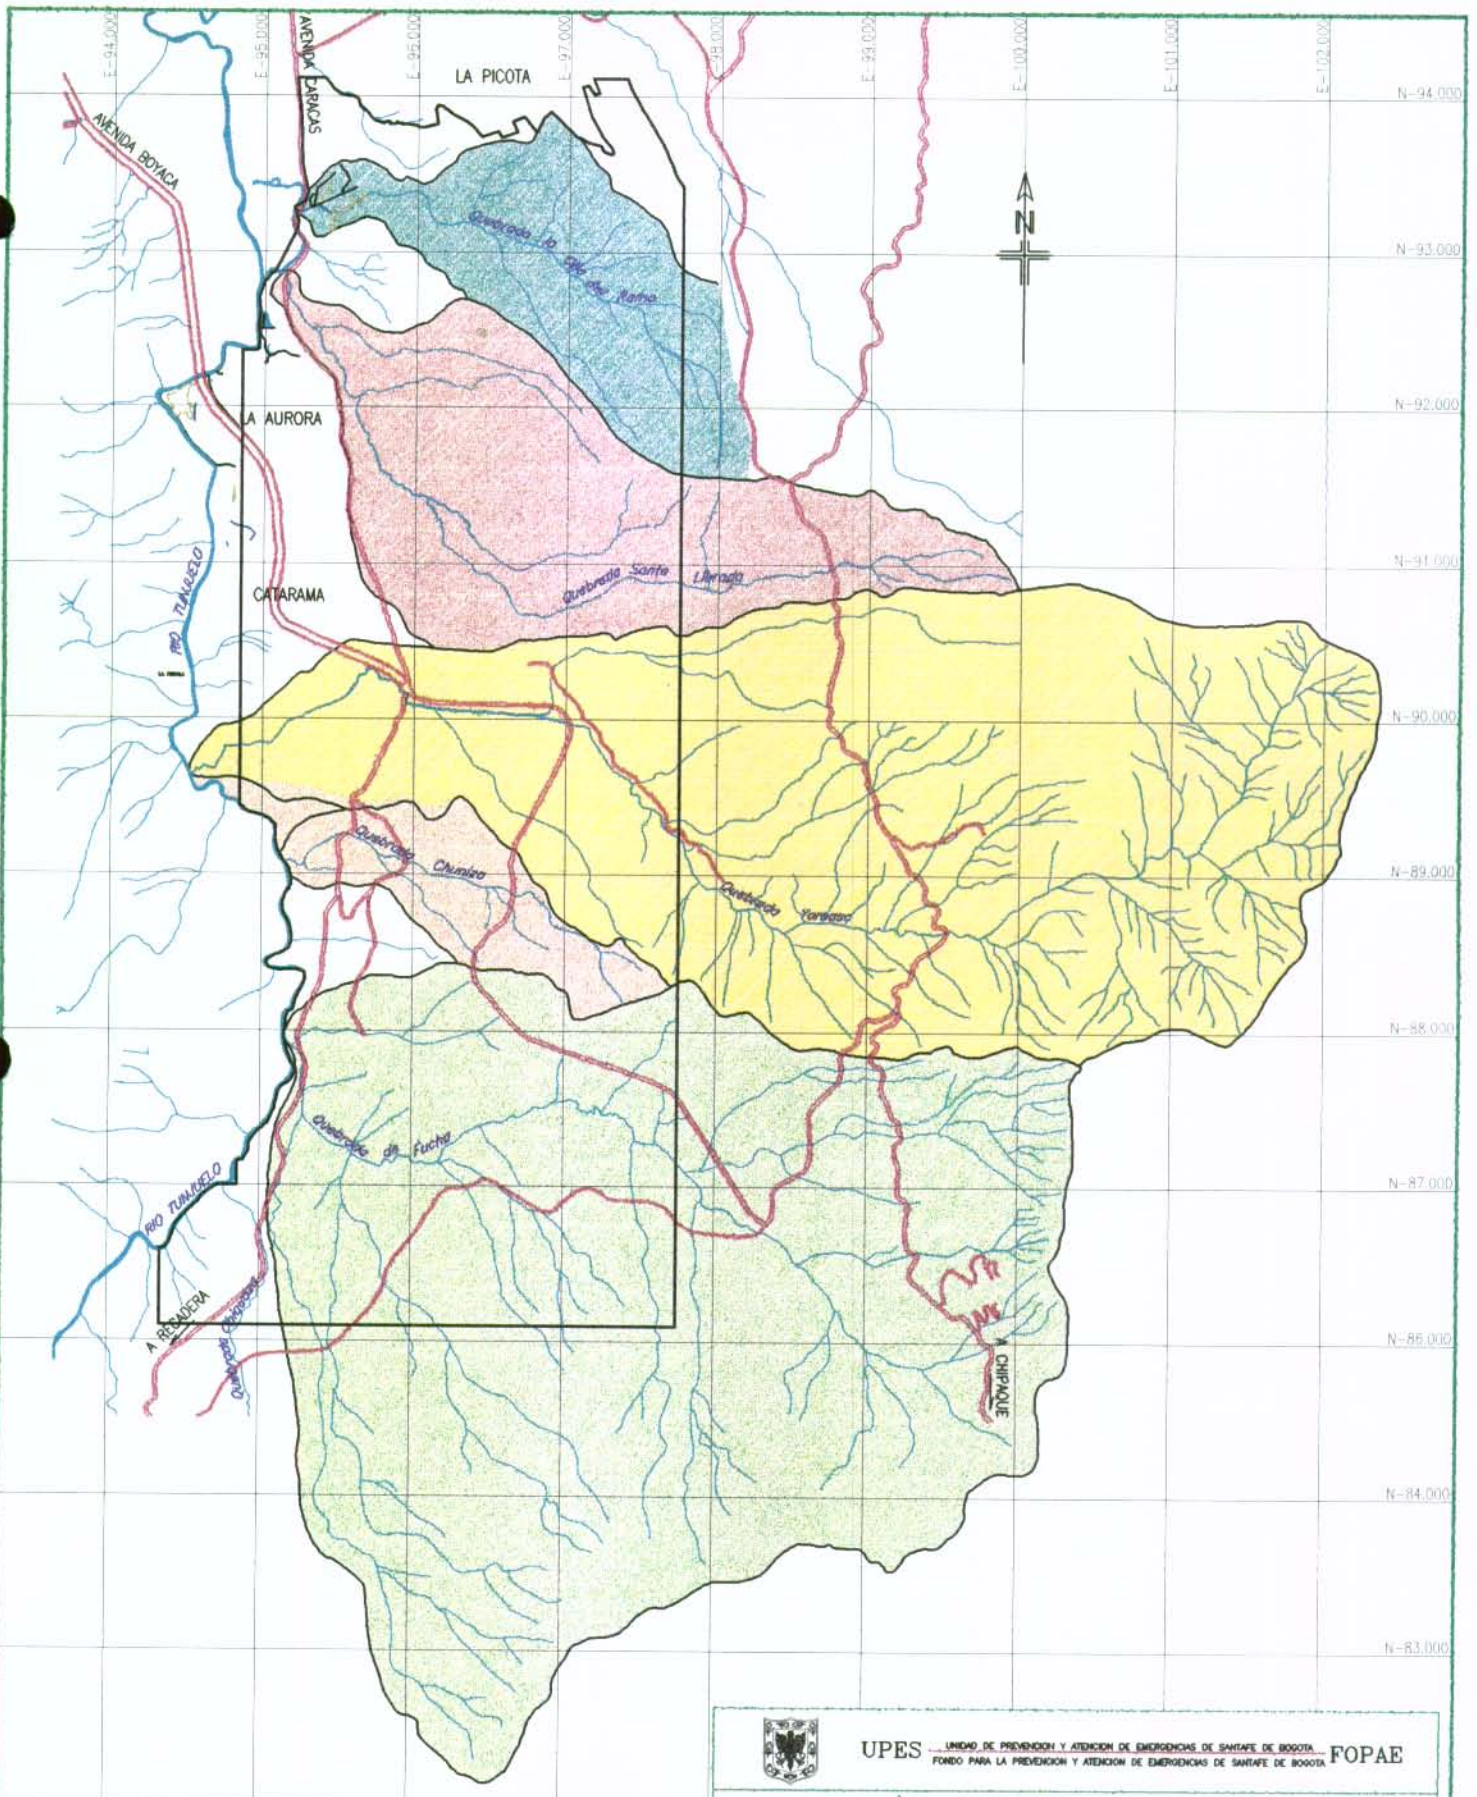 E-94.000
E-95.000
E-96.000
E-97.000
E-98.000
E-99.000
E-100.000
E-101.000
E-102.000
AVENIDA CARACAS
LA PICOTA
N-94.000
AVENIDA BOYACA
N
N-93.000
Quebrada la
N-92.000
LA AURORA
N-91.000
Quebrada Santa Librada
CATARAMA
RIO TUNJUELO
N-90.000
Quebrada Chuniza
N-89.000
Quebrada Yomasa
N-88.000
Quebrada de Fucha
N-87.000
RIO TUNJUELO
A REGADERA
Quebrada
N-86.000
A CHIPAQUE
N-84.000
N-83.000
UPES UNIDAD DE PREVENCION Y ATENCION DE EMERGENCIAS DE SANTAFE DE BOGOTA
FONDO PARA LA PREVENCION Y ATENCION DE EMERGENCIAS DE SANTAFE DE BOGOTA FOPAE